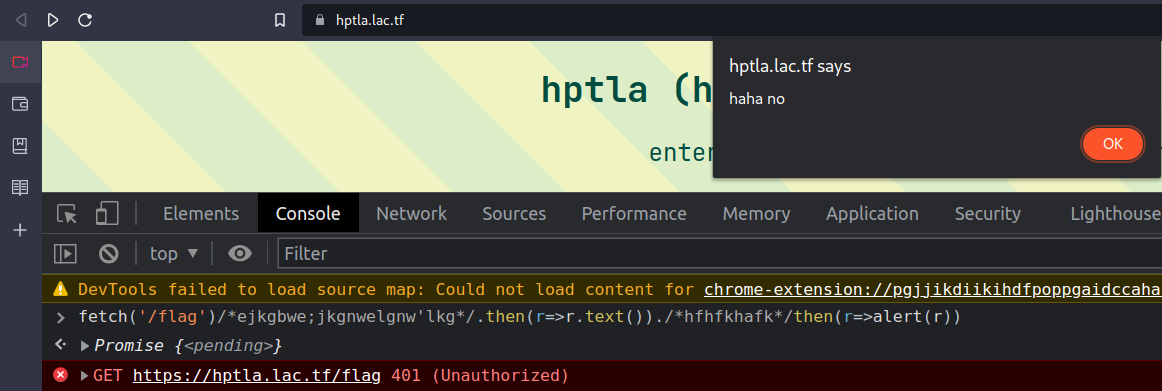 hptla.lac.tf
hptla (h
enter
hptla.lac.tf says
haha no
OK
Elements Console Network Sources Performance Memory Application Security Lighthouse
top ▼ Filter
DevTools failed to load source map: Could not load content for chrome-extension://pgjjikdiikihdfpoppgaidccaha
> fetch('/flag')/*ejkgbwe;jkgnwelgnw'lkg*/.then(r=>r.text())./*hfhfkhafk*/then(r=>alert(r))
Promise {<pending>}
GET https://hptla.lac.tf/flag 401 (Unauthorized)